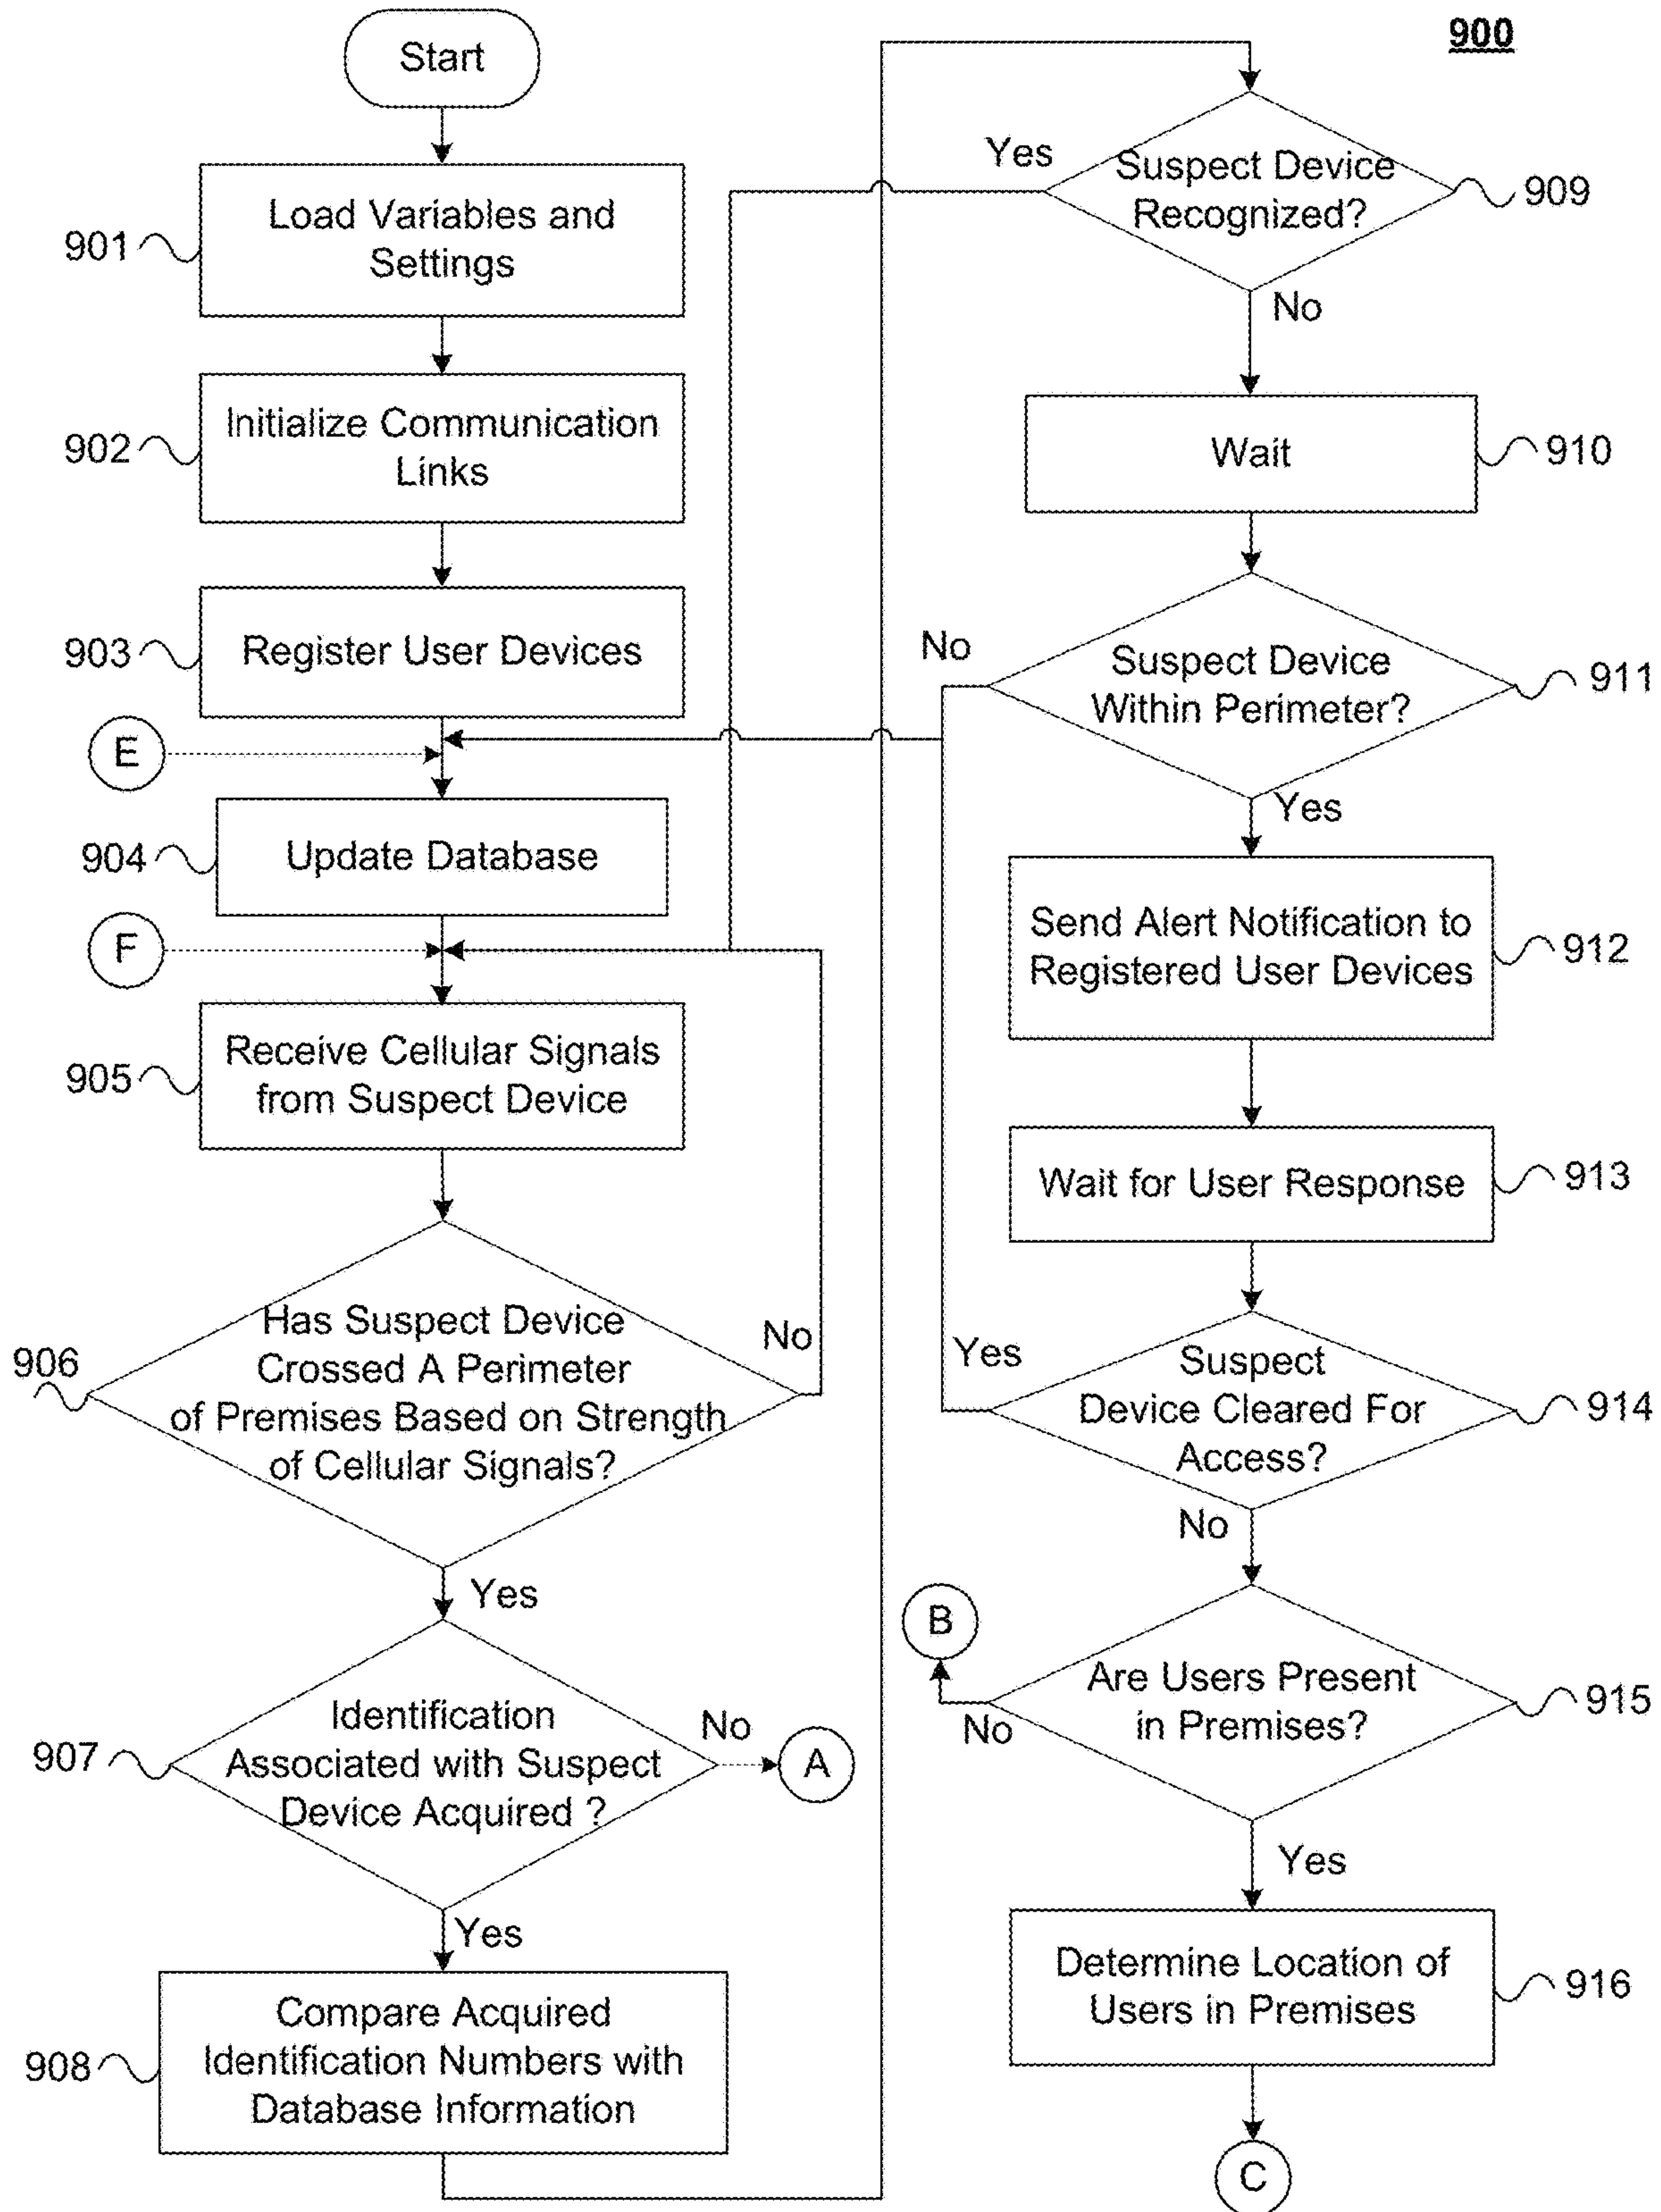 900
Start
901
Load Variables and
Settings
902
Initialize Communication
Links
903
Register User Devices
E
904
Update Database
F
905
Receive Cellular Signals
from Suspect Device
906
Has Suspect Device
Crossed A Perimeter
of Premises Based on Strength
of Cellular Signals?
No
Yes
907
Identification
Associated with Suspect
Device Acquired ?
No
A
Yes
908
Compare Acquired
Identification Numbers with
Database Information
Yes
Suspect Device
Recognized?
909
No
Wait
910
No
Suspect Device
Within Perimeter?
911
Yes
Send Alert Notification to
Registered User Devices
912
Wait for User Response
913
Yes
Suspect
Device Cleared For
Access?
914
No
B
Are Users Present
in Premises?
915
No
Yes
Determine Location of
Users in Premises
916
C